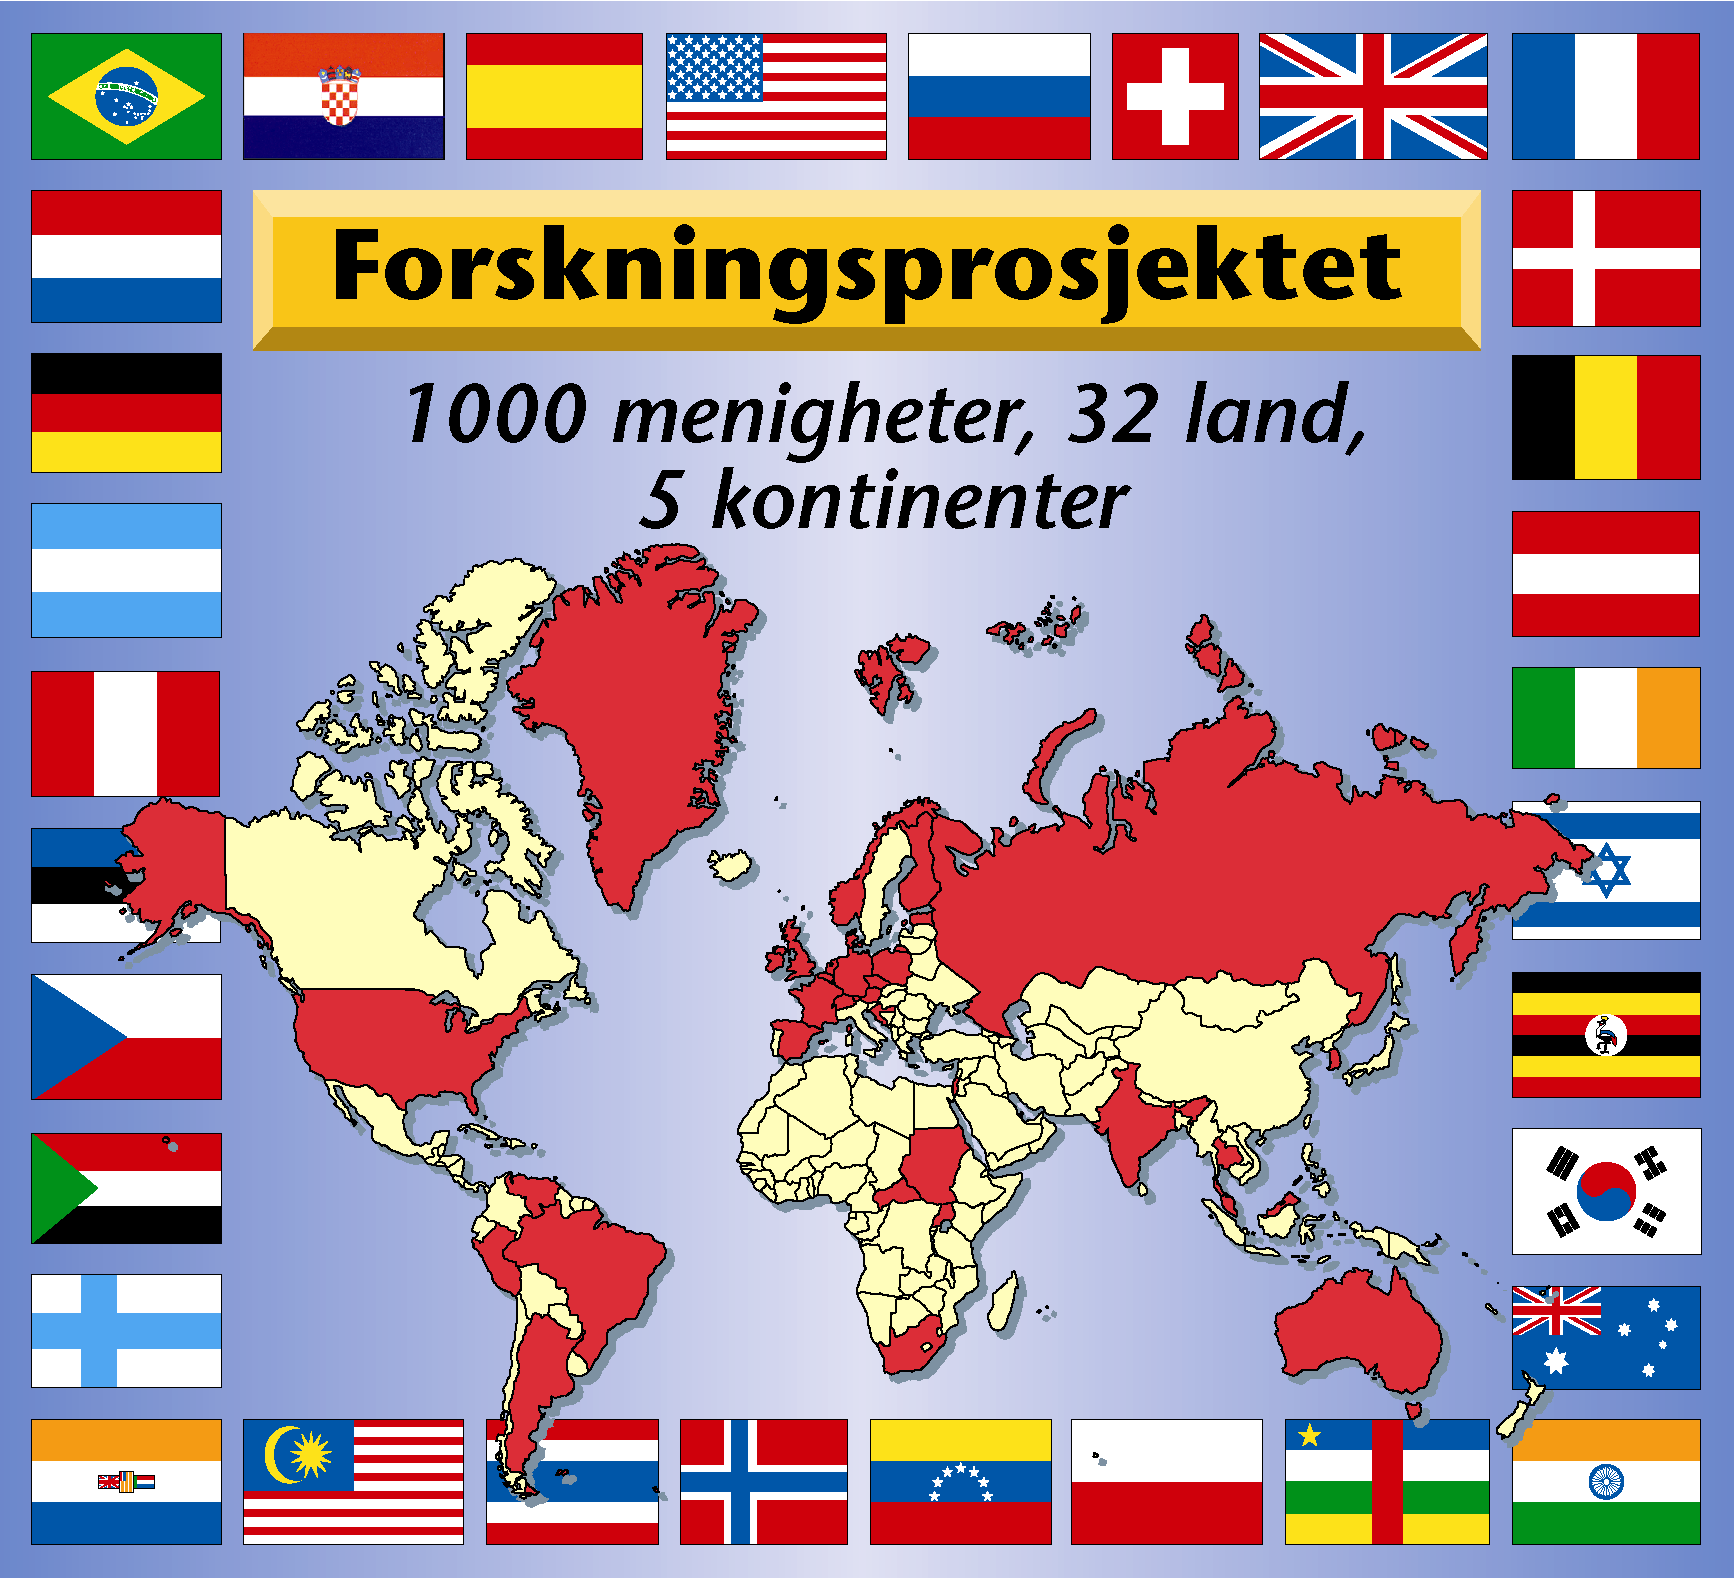 Forskningsprosjektet
1000 menigheter, 32 land,
5 kontinenter